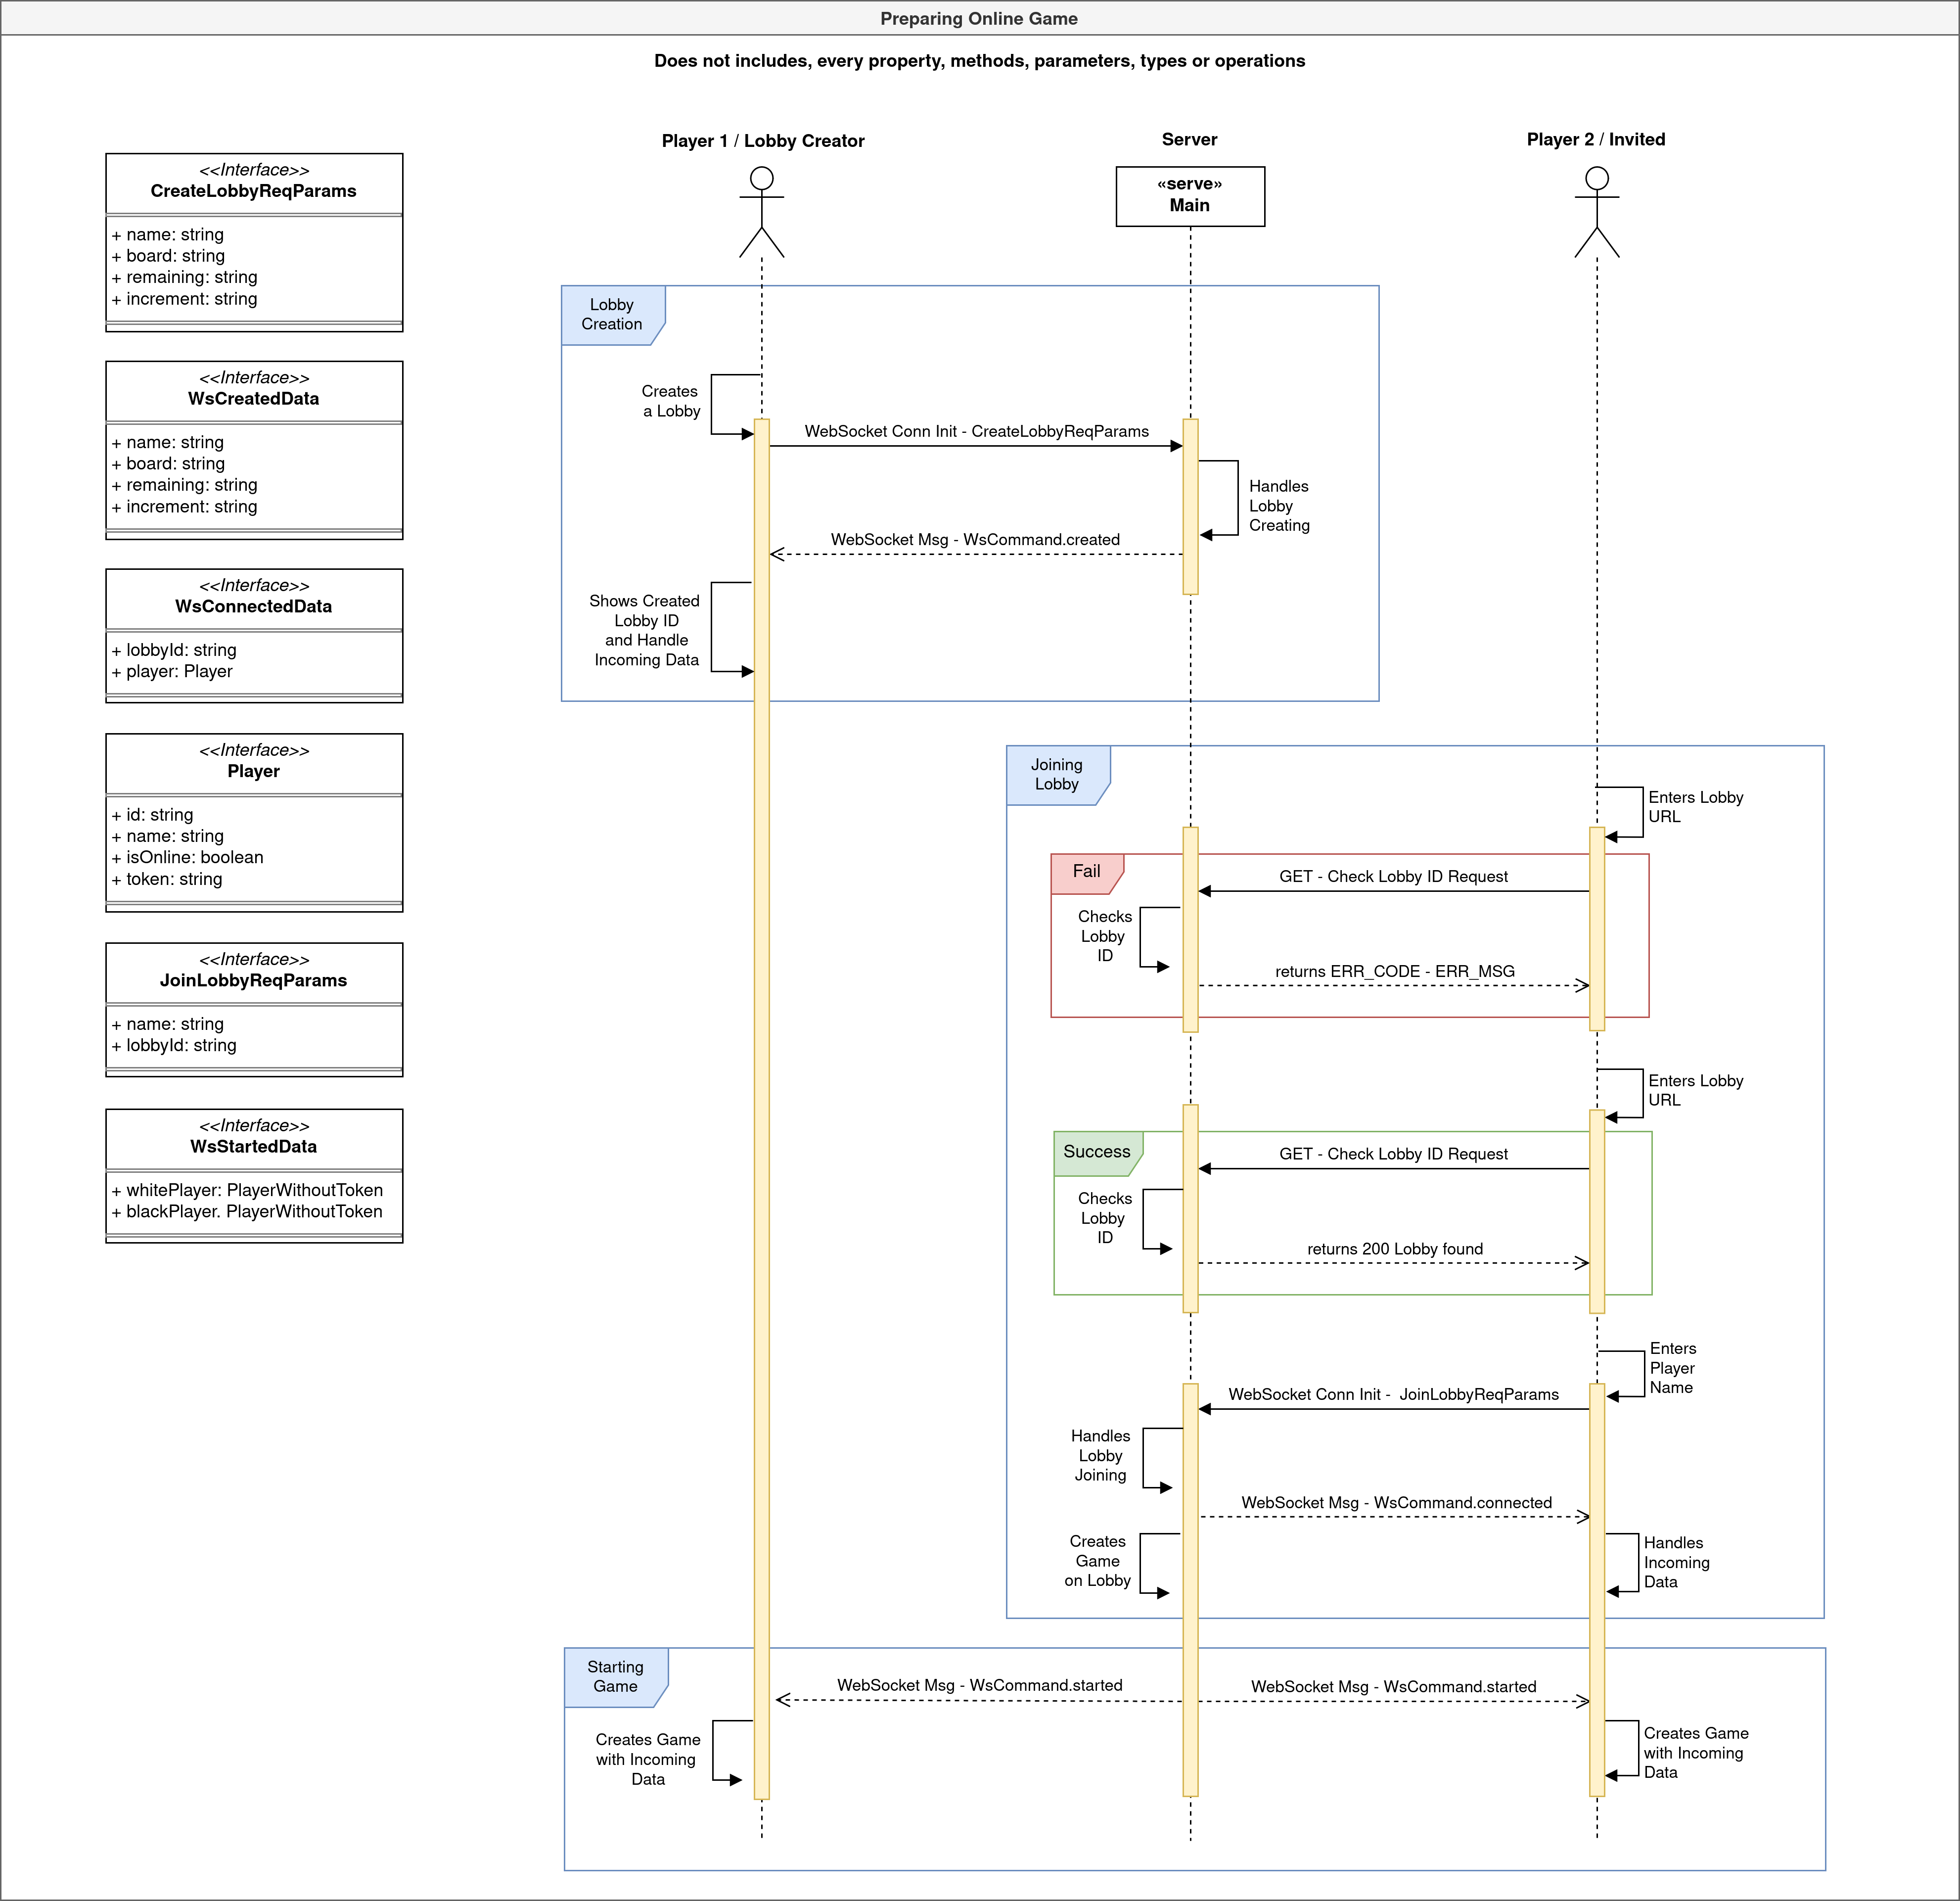 Preparing Online Game
Does not includes, every property, methods, parameters, types or operations
<<Interface>>
CreateLobbyReqParams
+ name: string
+ board: string
+ remaining: string
+ increment: string
<<Interface>>
WsCreatedData
+ name: string
+ board: string
+ remaining: string
+ increment: string
<<Interface>>
WsConnectedData
+ lobbyId: string
+ player: Player
<<Interface>>
Player
+ id: string
+ name: string
+ isOnline: boolean
+ token: string
<<Interface>>
JoinLobbyReqParams
+ name: string
+ lobbyId: string
<<Interface>>
WsStartedData
+ whitePlayer: PlayerWithoutToken
+ blackPlayer. PlayerWithoutToken
Player 1 / Lobby Creator
Server
Player 2 / Invited
«serve»
Main
Lobby
Creation
Creates
a Lobby
WebSocket Conn Init - CreateLobbyReqParams
Handles
Lobby
Creating
WebSocket Msg - WsCommand.created
Shows Created
Lobby ID
and Handle
Incoming Data
Joining
Lobby
Enters Lobby
URL
Fail
GET - Check Lobby ID Request
Checks
Lobby
ID
returns ERR_CODE - ERR_MSG
Enters Lobby
URL
Success
GET - Check Lobby ID Request
Checks
Lobby
ID
returns 200 Lobby found
Enters
Player
Name
WebSocket Conn Init -  JoinLobbyReqParams
Handles
Lobby
Joining
WebSocket Msg - WsCommand.connected
Creates
Game
on Lobby
Handles
Incoming
Data
Starting
Game
WebSocket Msg - WsCommand.started
WebSocket Msg - WsCommand.started
Creates Game
with Incoming
Data
Creates Game
with Incoming
Data